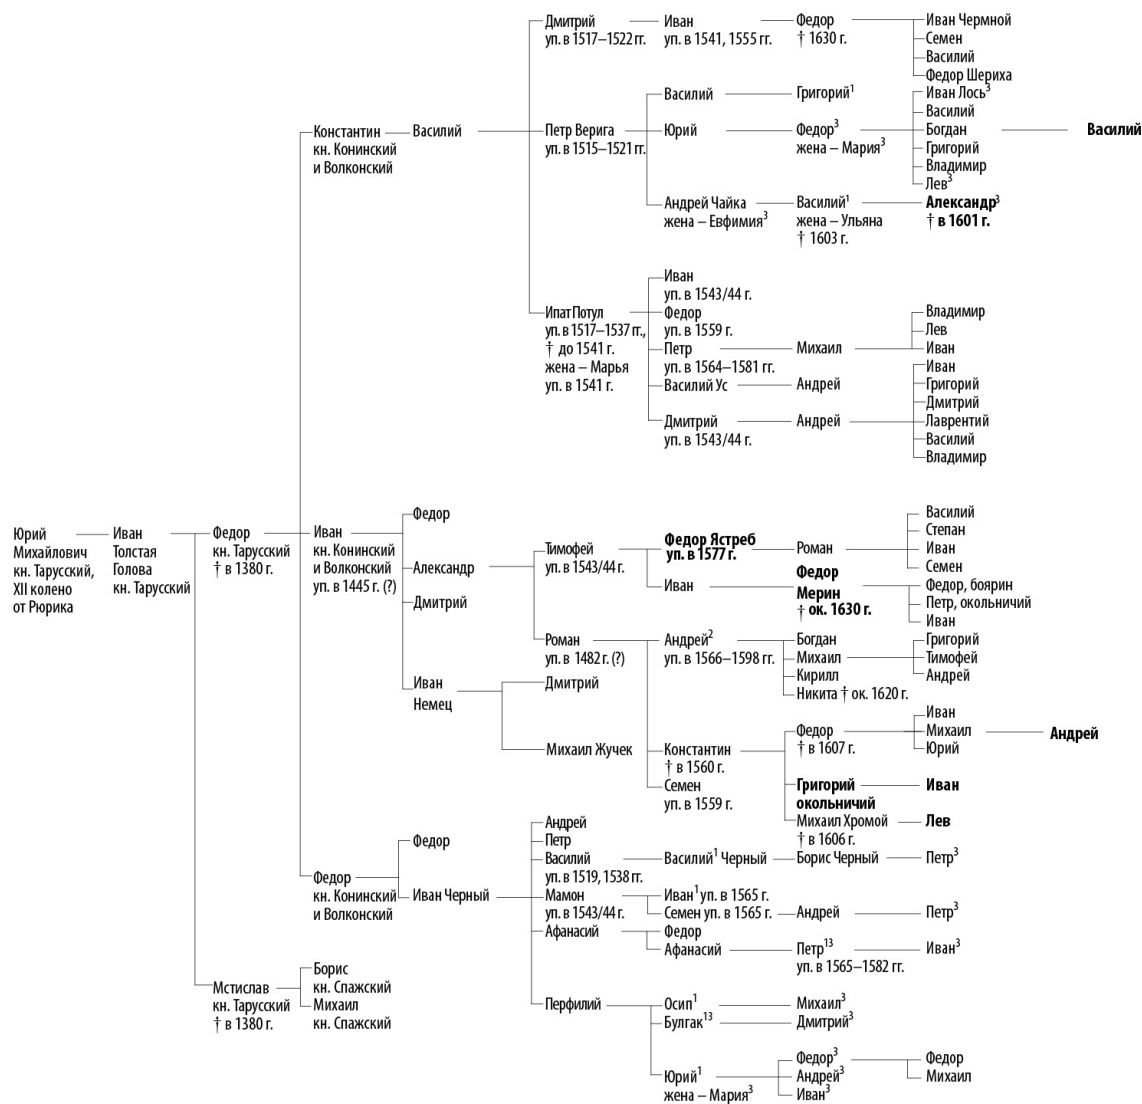 Дмитрий
уп. в 1517–1522 гг.
Иван
уп. в 1541, 1555 гг.
Федор
† 1630 г.
Иван Чермной
Семен
Василий
Федор Шериха
Константин
кн. Конинский
и Волконский
Василий
Петр Верига
уп. в 1515–1521 гг.
Василий
Григорий¹
Юрий
Федор³
жена – Мария³
Иван Лось³
Василий
Богдан
Григорий
Владимир
Лев³
Василий
Андрей Чайка
жена – Евфимия³
Василий¹
жена – Ульяна
† 1603 г.
Александр³
† в 1601 г.
Ипат Потул
уп. в 1517–1537 гг.,
† до 1541 г.
жена – Марья
уп. в 1541 г.
Иван
уп. в 1543/44 г.
Федор
уп. в 1559 г.
Петр
уп. в 1564–1581 гг.
Василий Ус
Дмитрий
уп. в 1543/44 г.
Михаил
Андрей
Андрей
Владимир
Лев
Иван
Иван
Григорий
Дмитрий
Лаврентий
Василий
Владимир
Юрий
Михайлович
кн. Тарусский,
XII колено
от Рюрика
Иван
Толстая
Голова
кн. Тарусский
Федор
кн. Тарусский
† в 1380 г.
Иван
кн. Конинский
и Волконский
уп. в 1445 г. (?)
Федор
Александр
Дмитрий
Иван
Немец
Тимофей
уп. в 1543/44 г.
Федор Ястреб
уп. в 1577 г.
Роман
Василий
Степан
Иван
Семен
Иван
Федор
Мерин
† ок. 1630 г.
Федор, боярин
Петр, окольничий
Иван
Роман
уп. в 1482 г. (?)
Андрей²
уп. в 1566–1598 гг.
Богдан
Михаил
Кирилл
Никита † ок. 1620 г.
Григорий
Тимофей
Андрей
Дмитрий
Михаил Жучек
Константин
† в 1560 г.
Семен
уп. в 1559 г.
Федор
† в 1607 г.
Иван
Михаил
Юрий
Андрей
Григорий
окольничий
Иван
Михаил Хромой
† в 1606 г.
Лев
Федор
кн. Конинский
и Волконский
Федор
Иван Черный
Андрей
Петр
Василий
уп. в 1519, 1538 гг.
Мамон
уп. в 1543/44 г.
Афанасий
Перфилий
Василий¹ Черный
Борис Черный
Петр³
Иван¹ уп. в 1565 г.
Семен уп. в 1565 г.
Андрей
Петр³
Федор
Афанасий
Петр¹³
уп. в 1565–1582 гг.
Иван³
Осип¹
Михаил³
Булгак¹³
Дмитрий³
Юрий¹
жена – Мария³
Федор³
Андрей³
Иван³
Федор
Михаил
Мстислав
кн. Тарусский
† в 1380 г.
Борис
кн. Спажский
Михаил
кн. Спажский